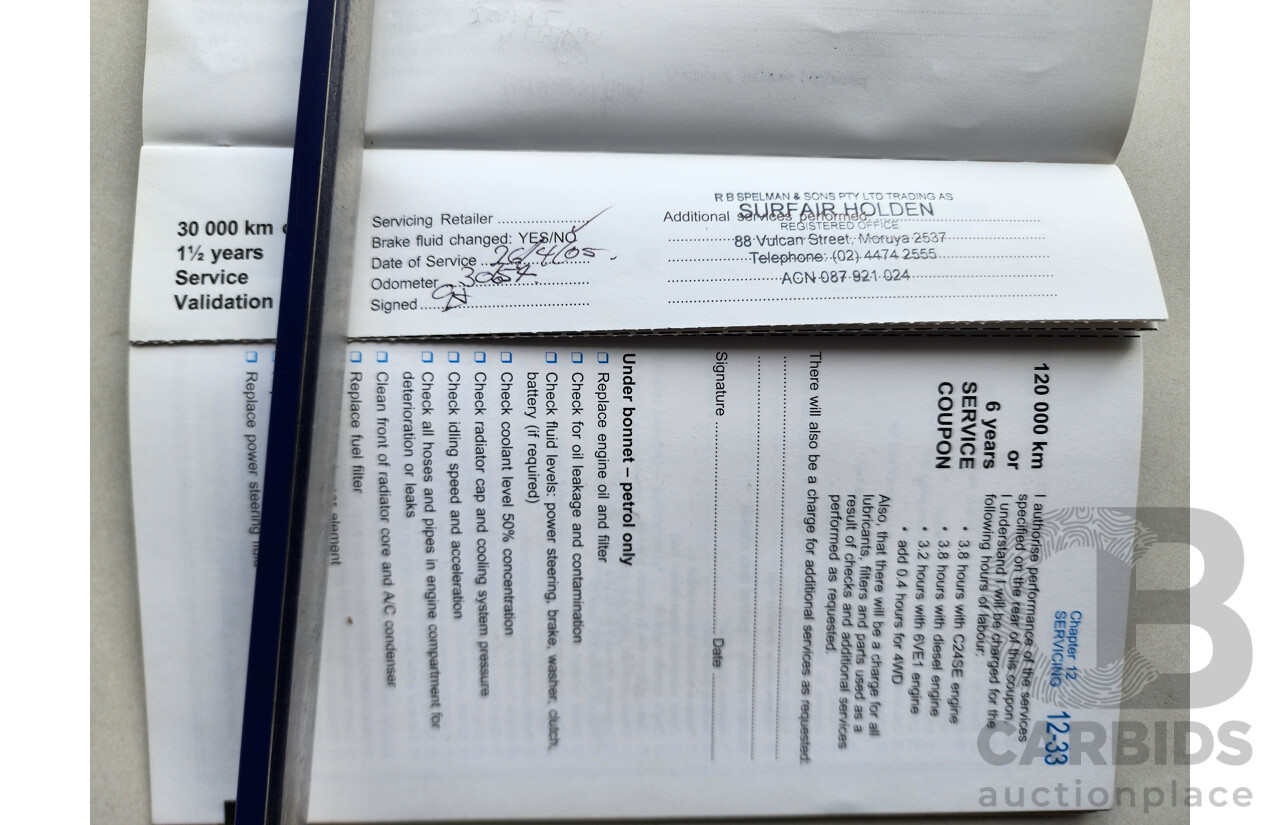 30 000 km
1½ years
Service
Validation
Servicing Retailer
Brake fluid changed: YES/NO
Date of Service 26/4/05
Odometer
Signed
Additional services performed
R B SPELMAN & SONS PTY LTD TRADING AS
SURFAIR HOLDEN
REGISTERED OFFICE
88 Vulcan Street, Moruya 2537
Telephone: (02) 4474 2555
ACN 087 921 024
Chapter 12
SERVICING 12-33
120 000 km
or
6 years
SERVICE
COUPON
I authorise performance of the services
specified on the rear of this coupon.
I understand I will be charged for the
following hours of labour:
• 3.8 hours with C24SE engine
• 3.8 hours with diesel engine
• 3.2 hours with 6VE1 engine
• add 0.4 hours for 4WD
Also, that there will be a charge for all
lubricants, filters and parts used as a
result of checks and additional services
performed as requested.
There will also be a charge for additional services as requested:
Signature Date
Under bonnet – petrol only
Replace engine oil and filter
Check for oil leakage and contamination
Check fluid levels: power steering, brake, washer, clutch,
battery (if required)
Check coolant level 50% concentration
Check radiator cap and cooling system pressure
Check idling speed and acceleration
Check all hoses and pipes in engine compartment for
deterioration or leaks
Clean front of radiator core and A/C condenser
Replace fuel filter
element
Replace power steering fluid
CARBIDS
auctionplace